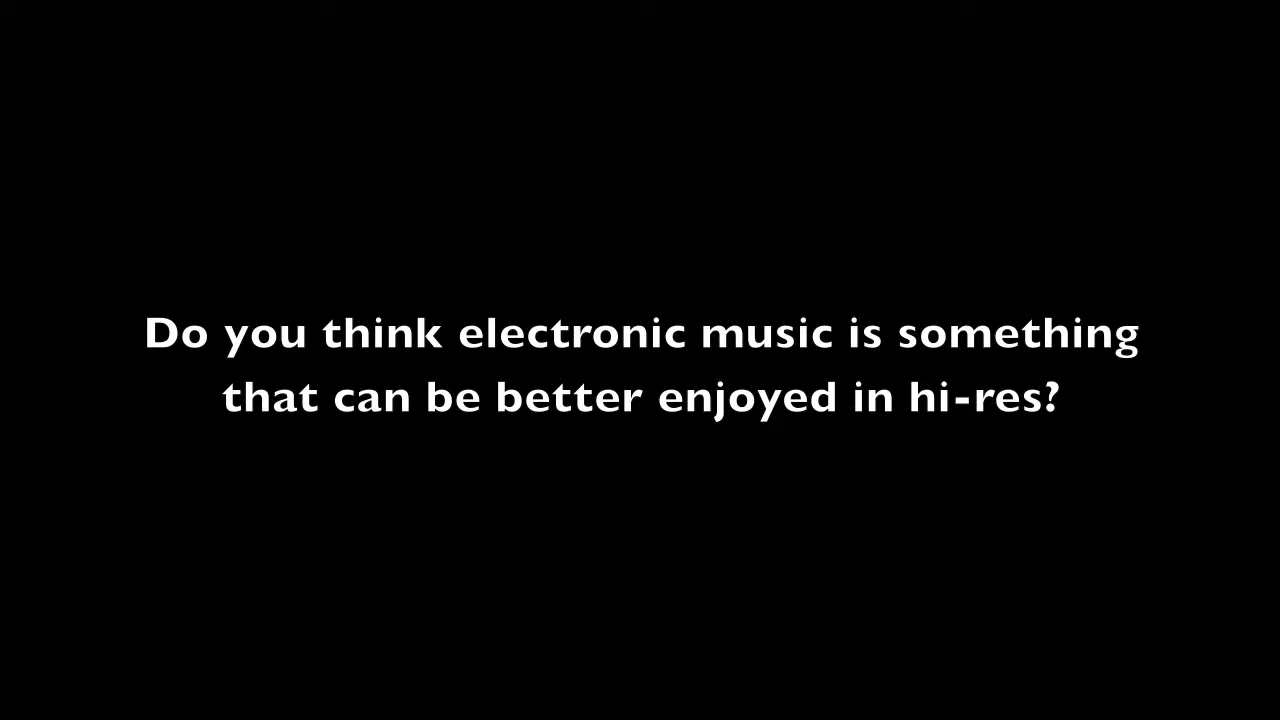 Do you think electronic music is something
that can be better enjoyed in hi-res?